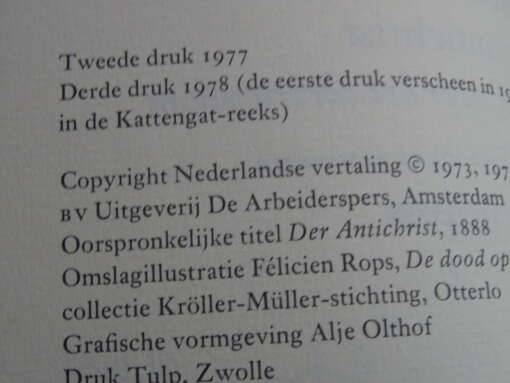 Tweede druk 1977
Derde druk 1978 (de eerste druk verscheen in
in de Kattengat-reeks)
Copyright Nederlandse vertaling © 1973,
BV Uitgeverij De Arbeiderspers, Amsterdam
Oorspronkelijke titel Der Antichrist, 1888
Omslagillustratie Félicien Rops, De dood op
collectie Kröller-Müller-stichting, Otterlo
Grafische vormgeving Alje Olthof
Druk Tulp, Zwolle